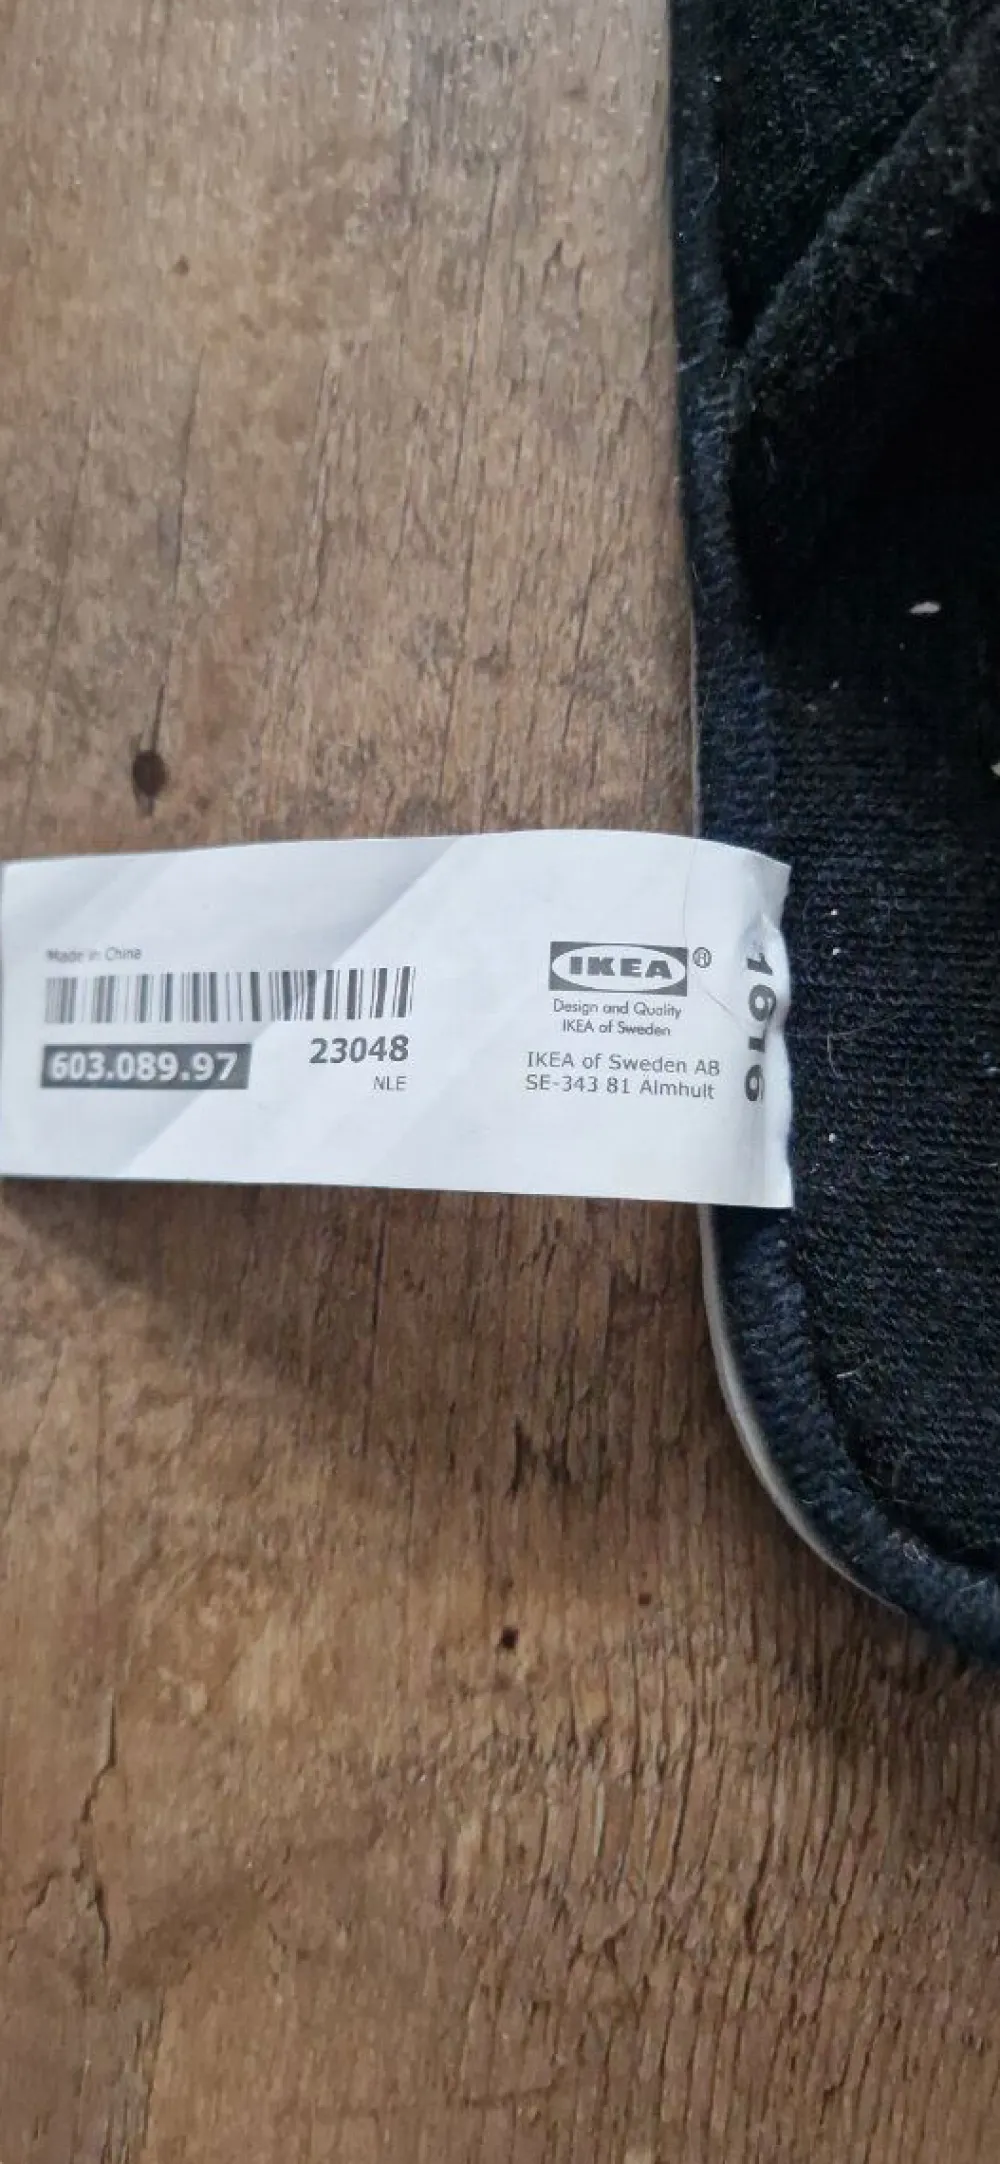 Made in China
603.089.97
23048
NLE
IKEA®
Design and Quality
IKEA of Sweden
IKEA of Sweden AB
SE-343 81 Älmhult
1616